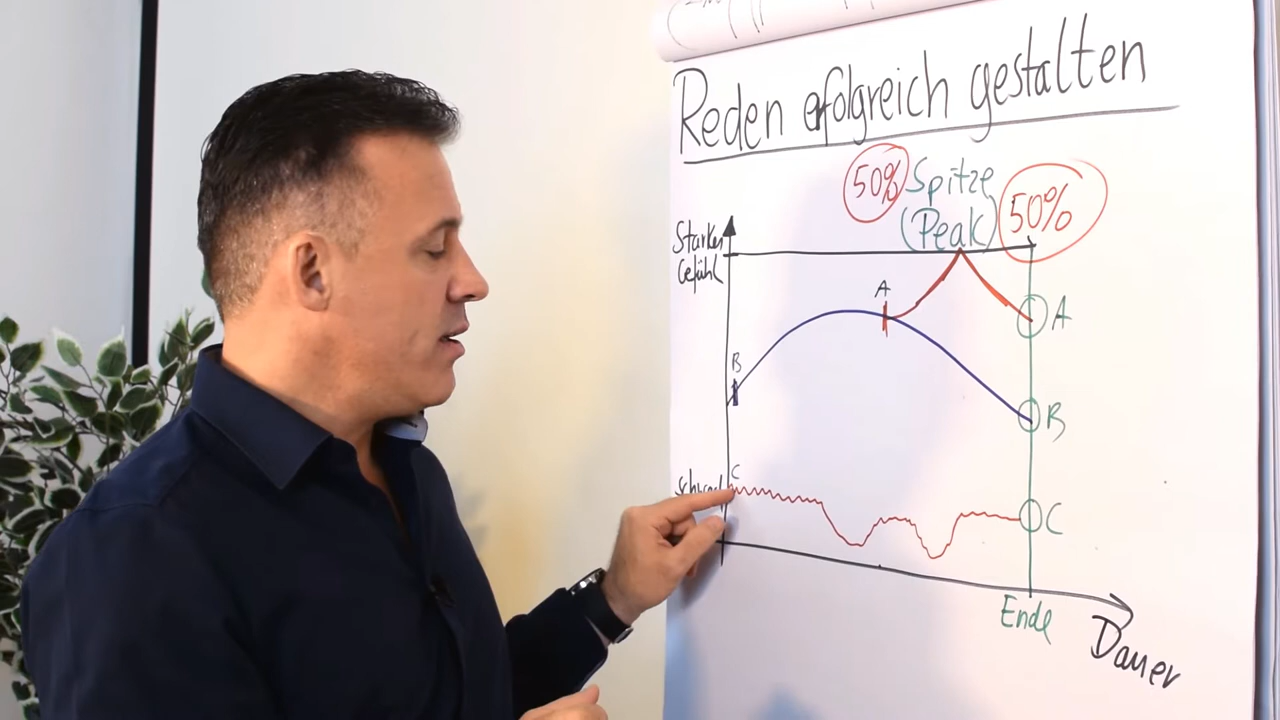 Reden erfolgreich gestalten
50% Spitze 50%
(Peak)
Starkes
Gefühl
A
A
B
B
C
C
Ende
Dauer